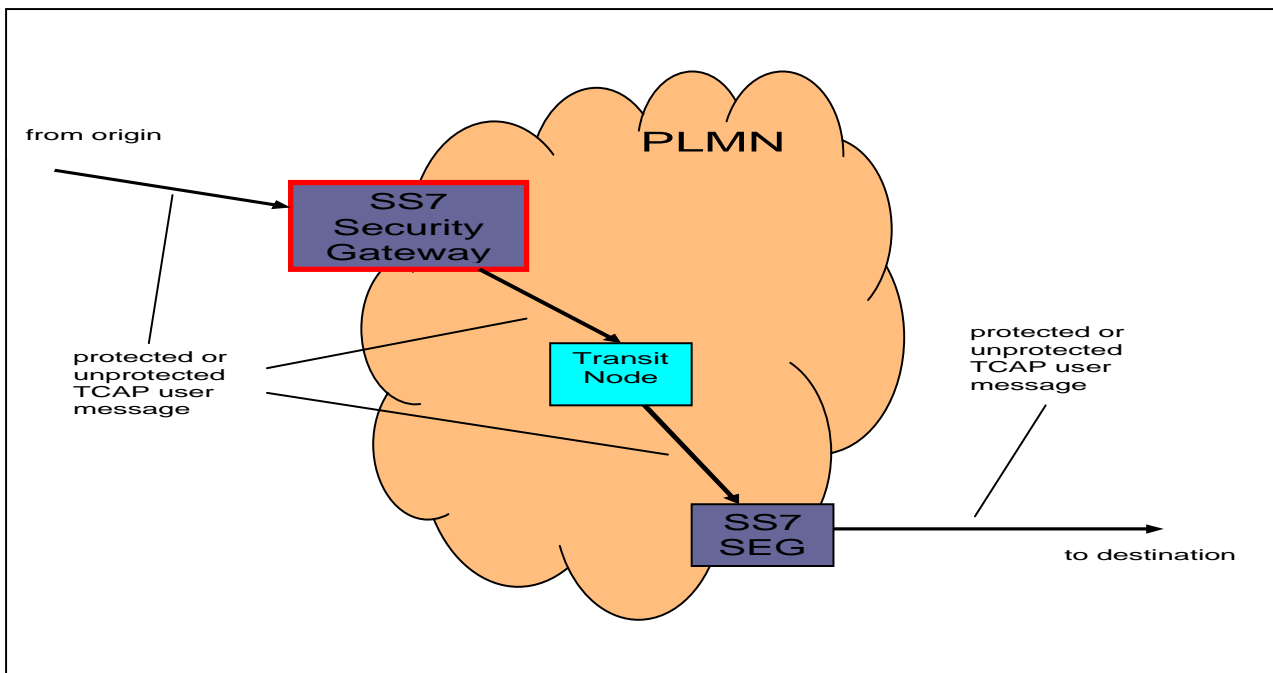 PLMN
from origin
SS7
Security
Gateway
protected or
unprotected
TCAP user
message
Transit
Node
protected or
unprotected
TCAP user
message
SS7
SEG
to destination